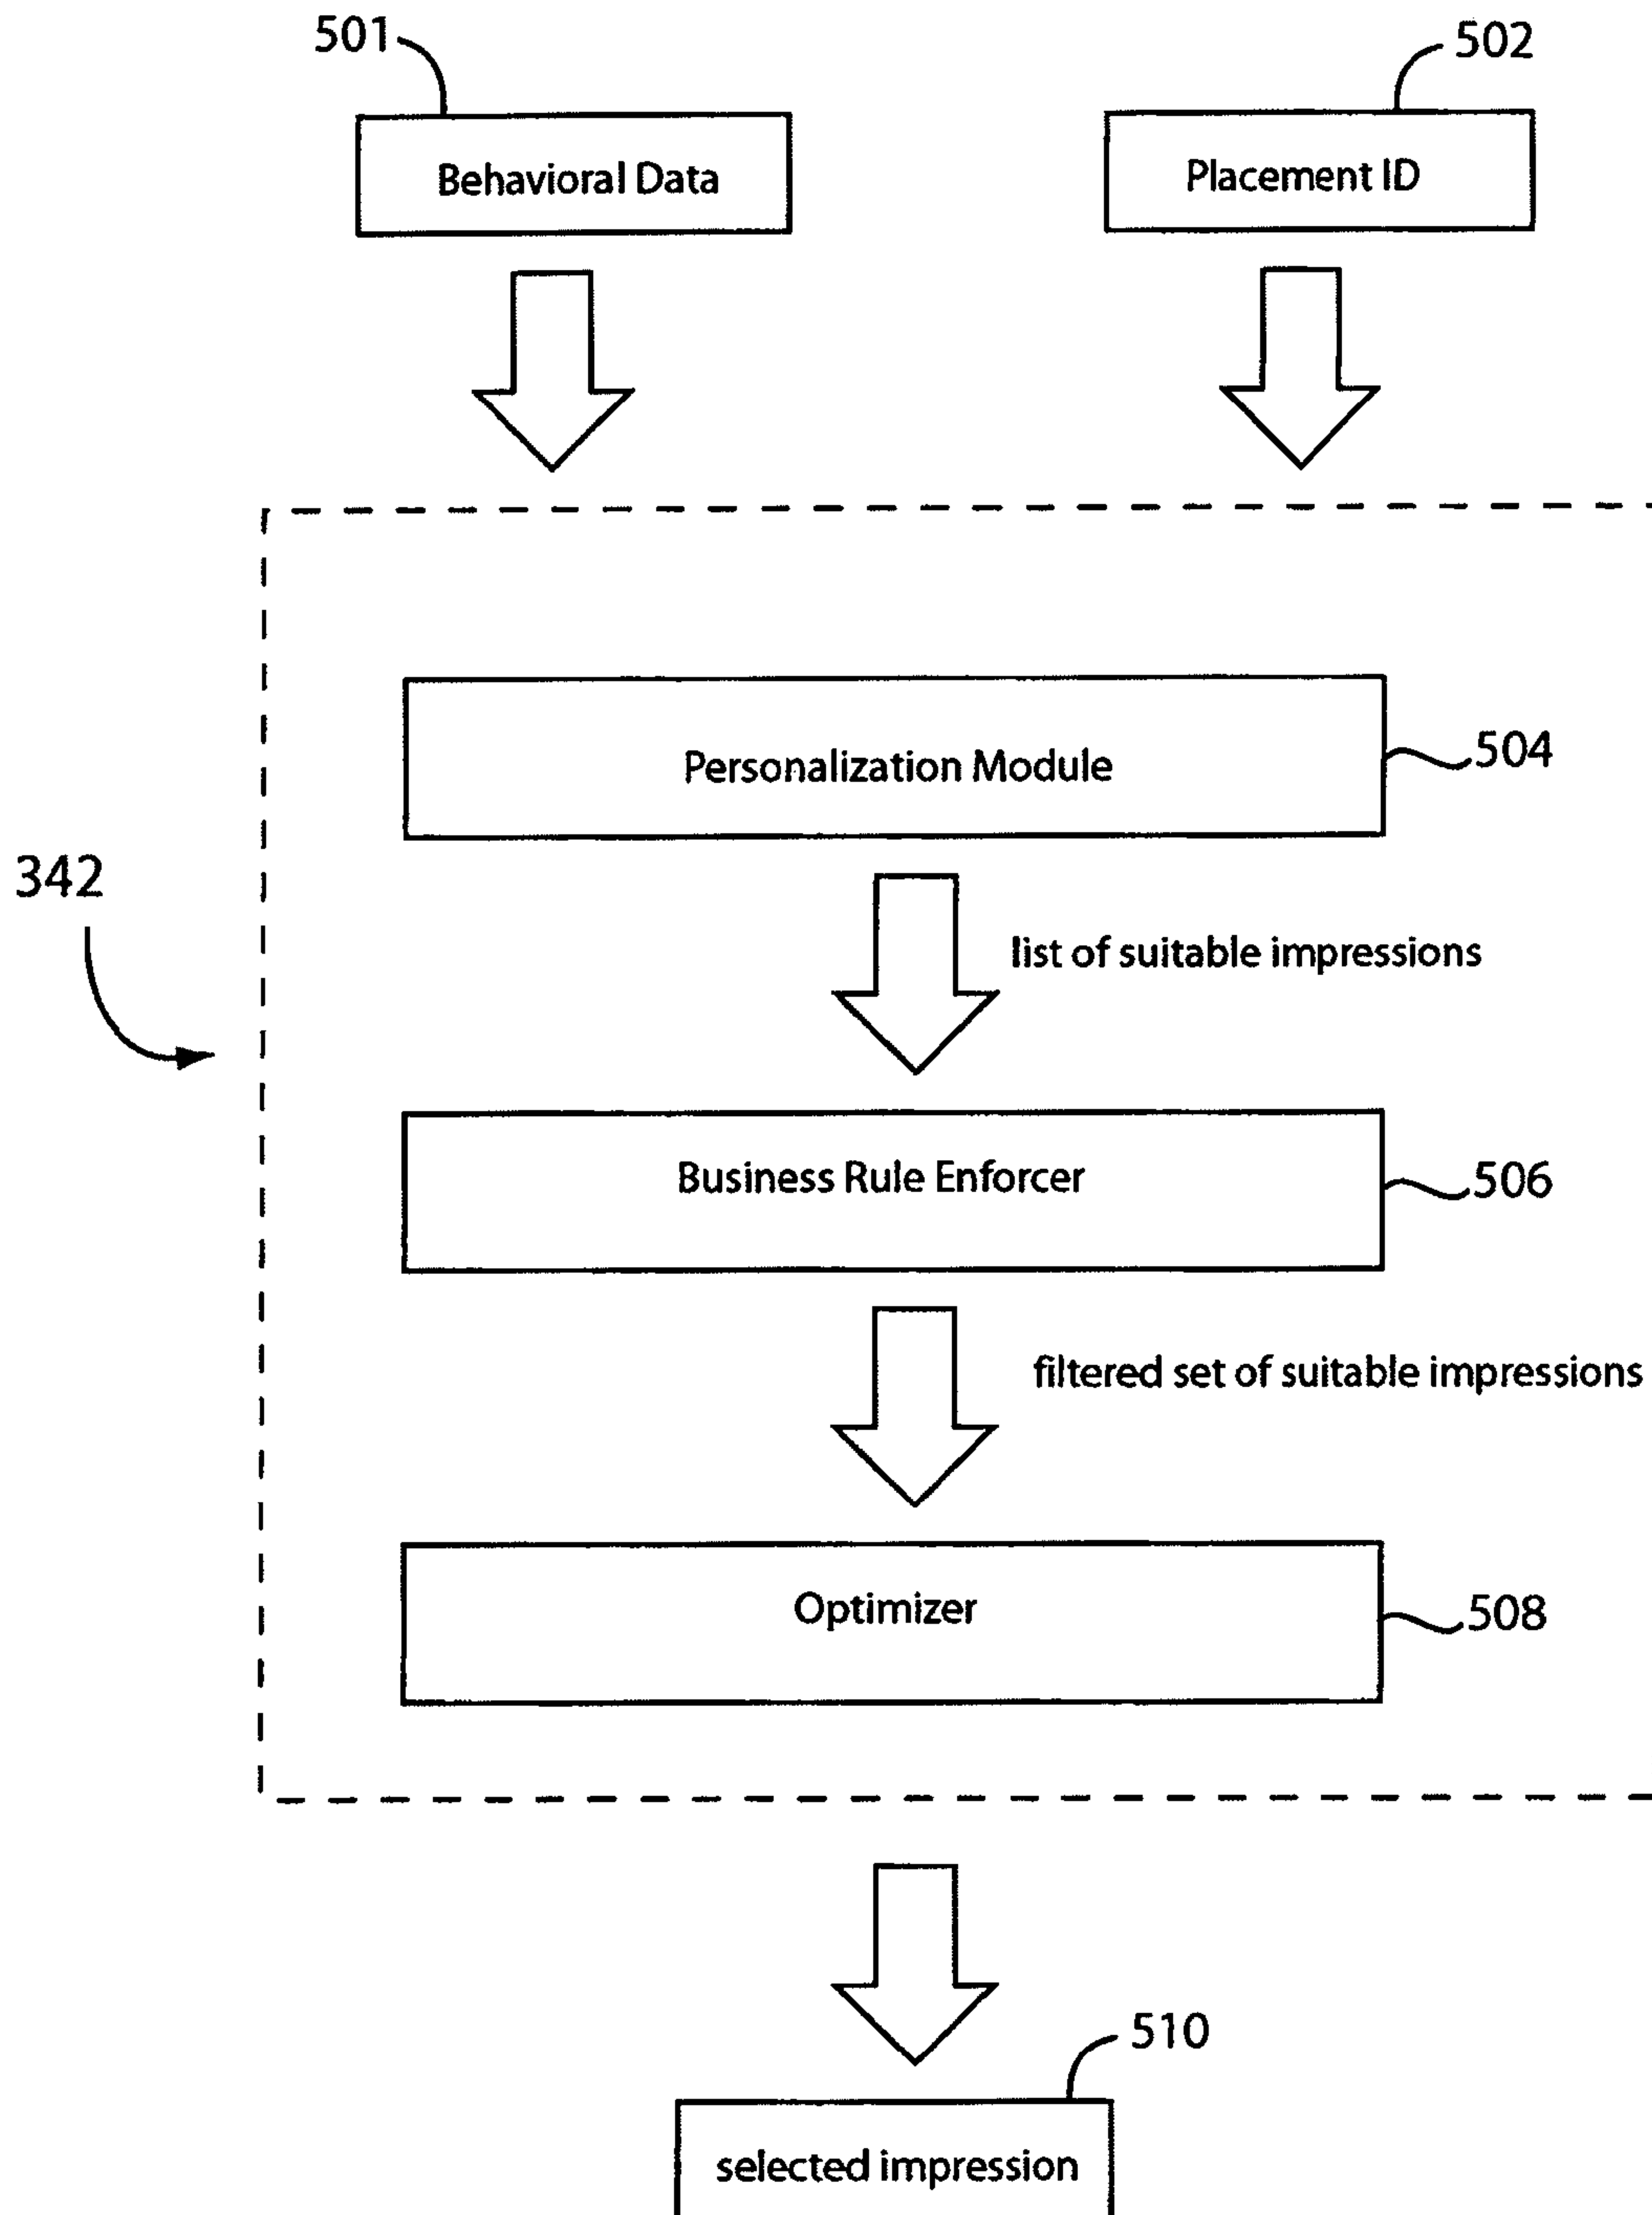 501
502
Behavioral Data
Placement ID
Personalization Module
504
342
list of suitable impressions
Business Rule Enforcer
506
filtered set of suitable impressions
Optimizer
508
510
selected impression